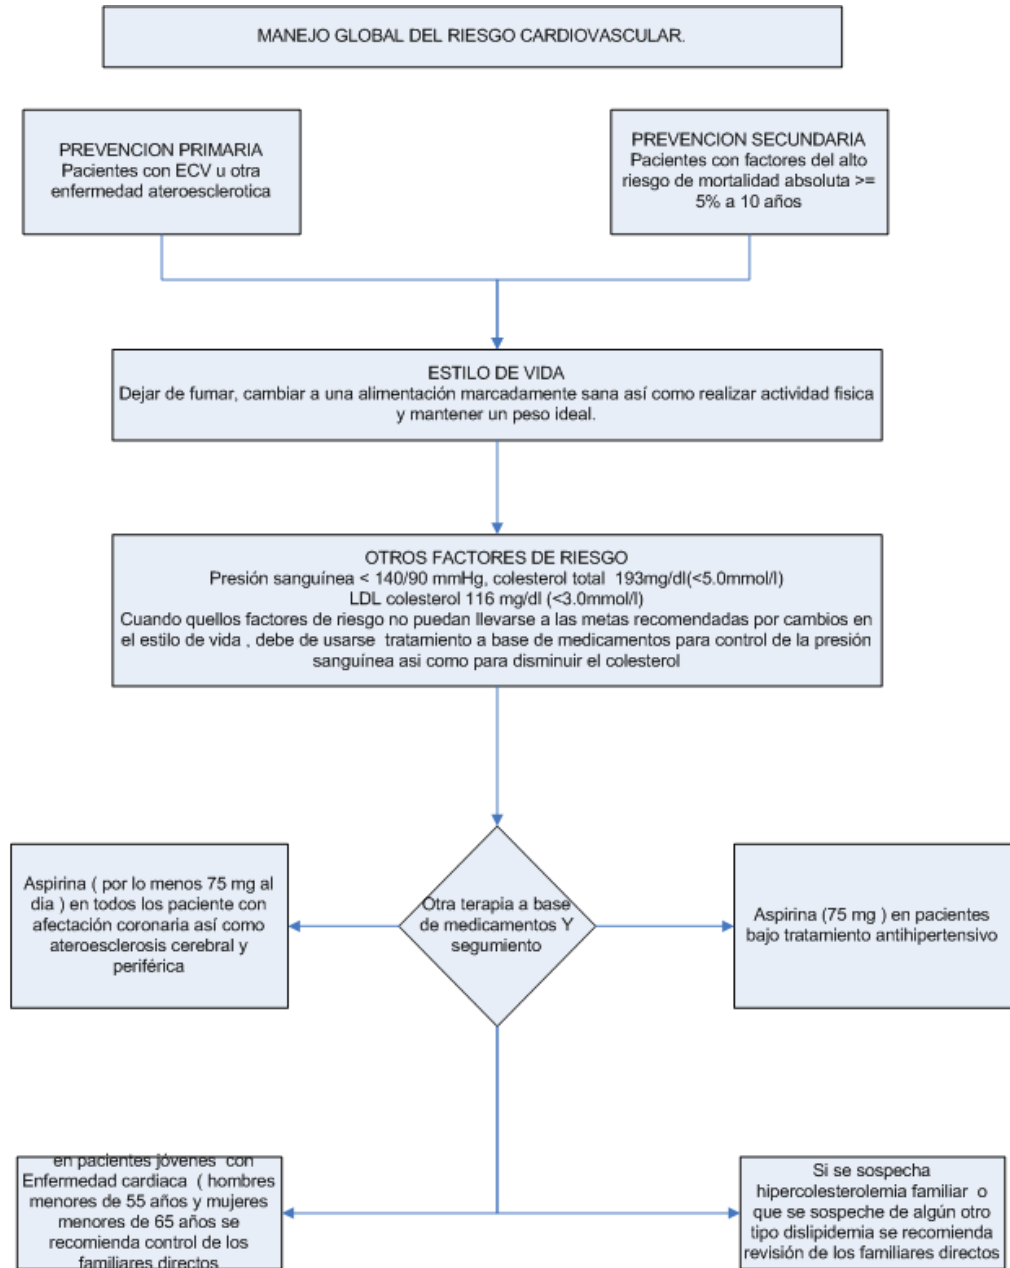 MANEJO GLOBAL DEL RIESGO CARDIOVASCULAR.
PREVENCION PRIMARIA
Pacientes con ECV u otra
enfermedad ateroesclerotica
PREVENCION SECUNDARIA
Pacientes con factores del alto
riesgo de mortalidad absoluta >=
5% a 10 años
ESTILO DE VIDA
Dejar de fumar, cambiar a una alimentación marcadamente sana así como realizar actividad fisica
y mantener un peso ideal.
OTROS FACTORES DE RIESGO
Presión sanguínea < 140/90 mmHg, colesterol total 193mg/dl(<5.0mmol/l)
LDL colesterol 116 mg/dl (<3.0mmol/l)
Cuando quellos factores de riesgo no puedan llevarse a las metas recomendadas por cambios en
el estilo de vida , debe de usarse tratamiento a base de medicamentos para control de la presión
sanguínea asi como para disminuir el colesterol
Aspirina ( por lo menos 75 mg al
dia ) en todos los paciente con
afectación coronaria así como
ateroesclerosis cerebral y
periférica
Otra terapia a base
de medicamentos Y
segumiento
Aspirina (75 mg ) en pacientes
bajo tratamiento antihipertensivo
en pacientes jóvenes con
Enfermedad cardiaca ( hombres
menores de 55 años y mujeres
menores de 65 años se
recomienda control de los
familiares directos
Si se sospecha
hipercolesterolemia familiar o
que se sospeche de algún otro
tipo dislipidemia se recomienda
revisión de los familiares directos